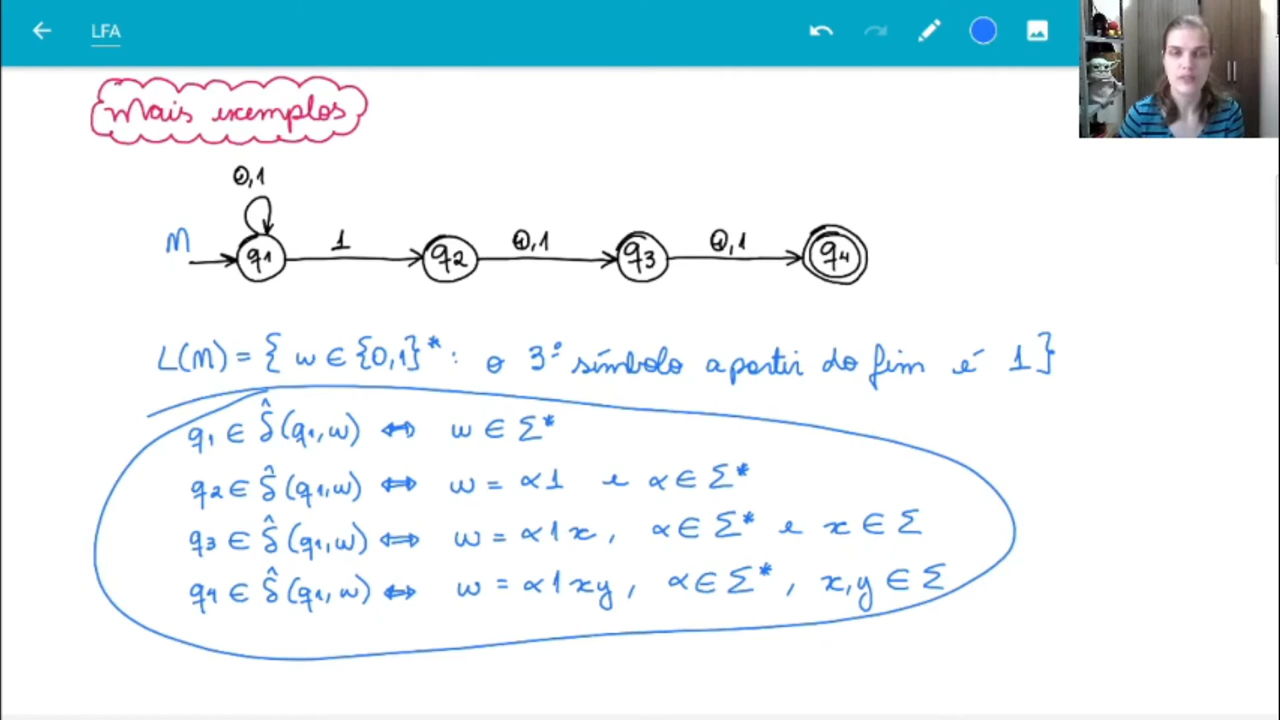 LFA
Mais exemplos
0,1
M q1 1 q2 0,1 q3 0,1 q4
L(M) = { w ∈ {0,1}* : o 3º símbolo a partir do fim é 1 }
q1 ∈ δ̂(q1,w) ⇔ w ∈ Σ*
q2 ∈ δ̂(q1,w) ⇔ w = α1 e α ∈ Σ*
q3 ∈ δ̂(q1,w) ⇔ w = α1x, α ∈ Σ* e x ∈ Σ
q4 ∈ δ̂(q1,w) ⇔ w = α1xy, α ∈ Σ*, x,y ∈ Σ